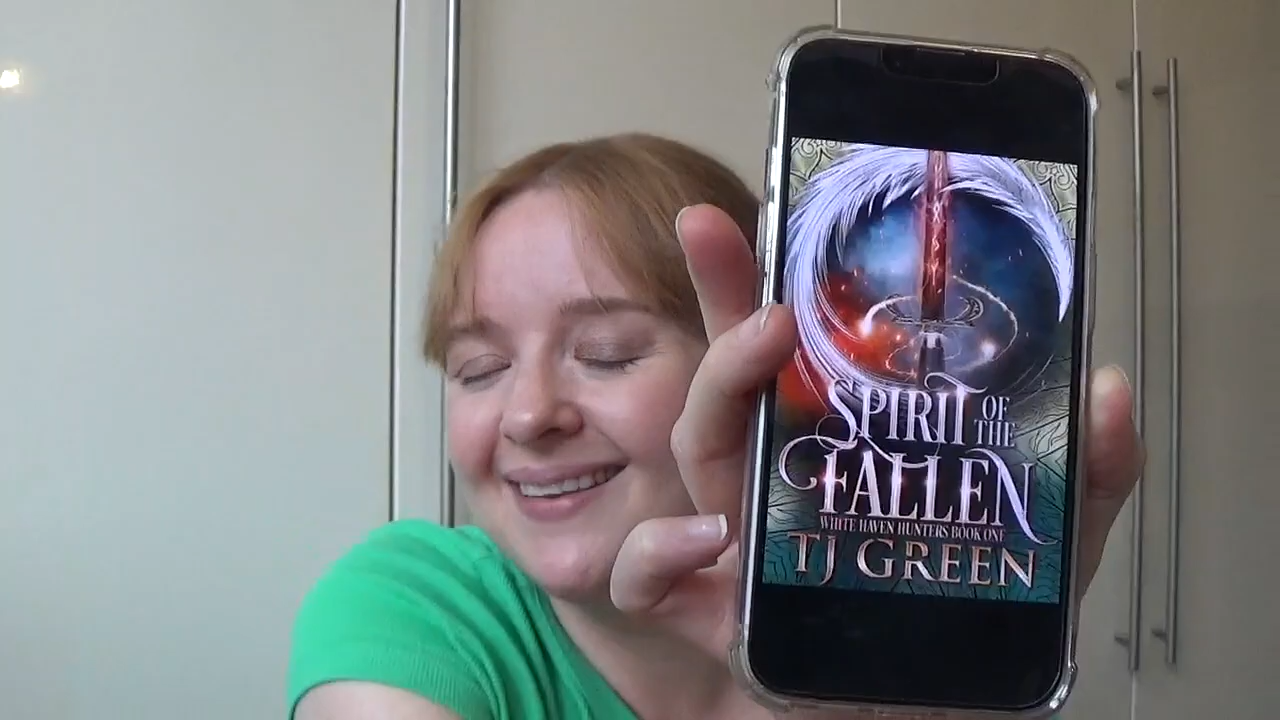 SPIRIT OF THE
FALLEN
WHITE HAVEN HUNTERS BOOK ONE
TJ GREEN